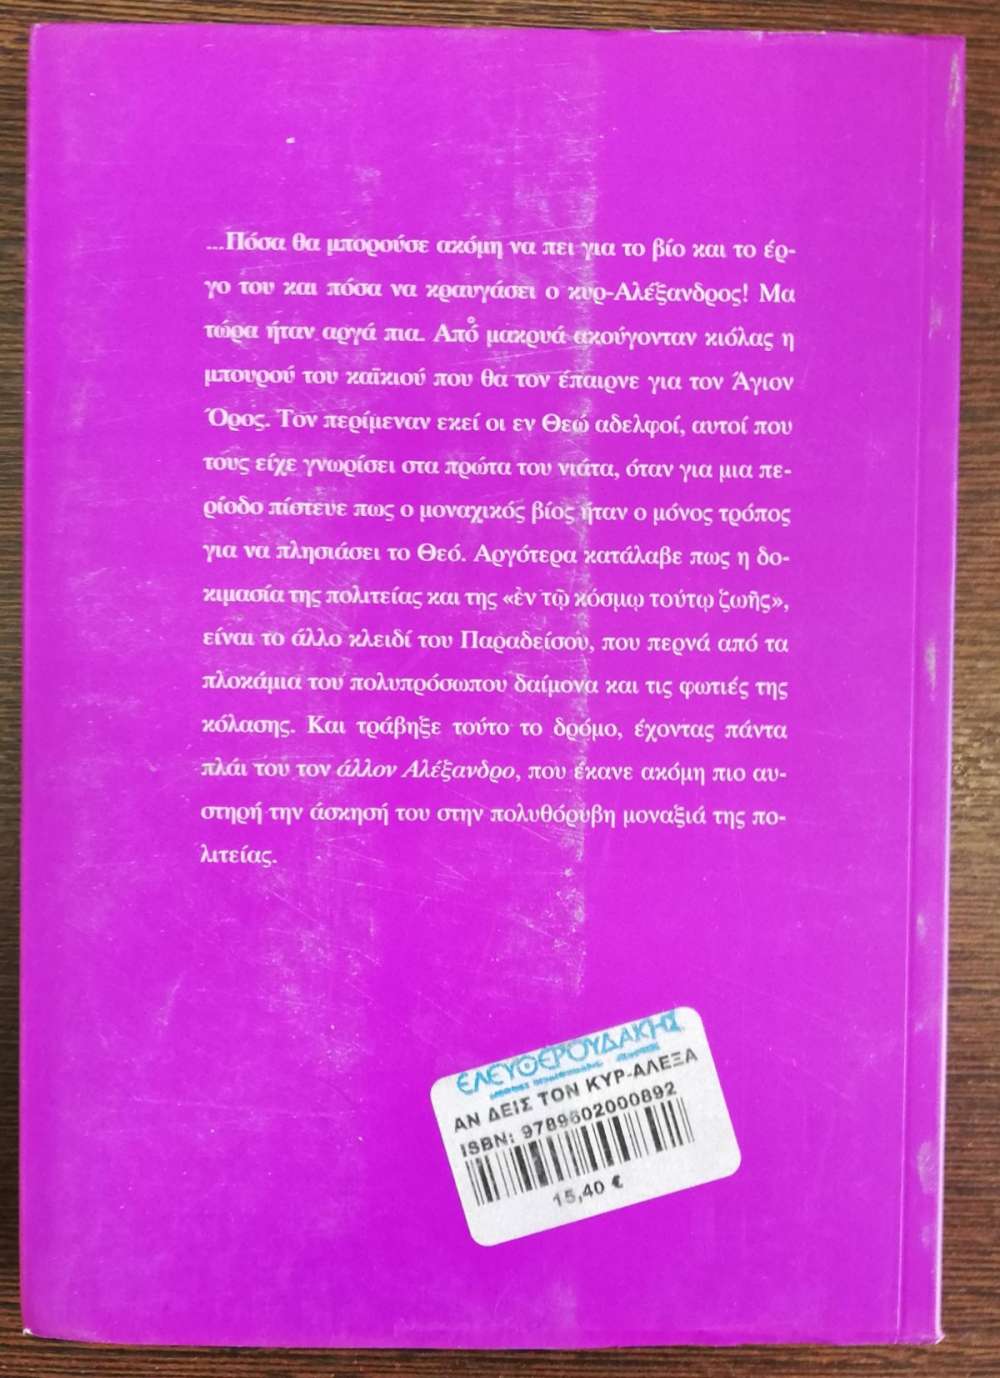 ...Πόσα θα μπορούσε ακόμη να πει για το βίο και το έρ-
γο του και πόσα να κραυγάσει ο κυρ-Αλέξανδρος! Μα
τώρα ήταν αργά πια. Από μακρυά ακούγονταν κιόλας η
μπουρού του καϊκιού που θα τον έπαιρνε για τον Άγιον
Όρος. Τον περίμεναν εκεί οι εν Θεώ αδελφοί, αυτοί που
τους είχε γνωρίσει στα πρώτα του νιάτα, όταν για μια πε-
ρίοδο πίστευε πως ο μοναχικός βίος ήταν ο μόνος τρόπος
για να πλησιάσει το Θεό. Αργότερα κατάλαβε πως η δο-
κιμασία της πολιτείας και της «ἐν τῷ κόσμῳ τούτῳ ζωῆς»,
είναι το άλλο κλειδί του Παραδείσου, που περνά από τα
πλοκάμια του πολυπρόσωπου δαίμονα και τις φωτιές της
κόλασης. Και τράβηξε τούτο το δρόμο, έχοντας πάντα
πλάι του τον άλλον Αλέξανδρο, που έκανε ακόμη πιο αυ-
στηρή την άσκησή του στην πολυθόρυβη μοναξιά της πο-
λιτείας.
ΕΛΕΥΘΕΡΟΥΔΑΚΗΣ
ΑΝ ΔΕΙΣ ΤΟΝ ΚΥΡ-ΑΛΕΞΑ
ISBN: 9789602000892
15,40 €